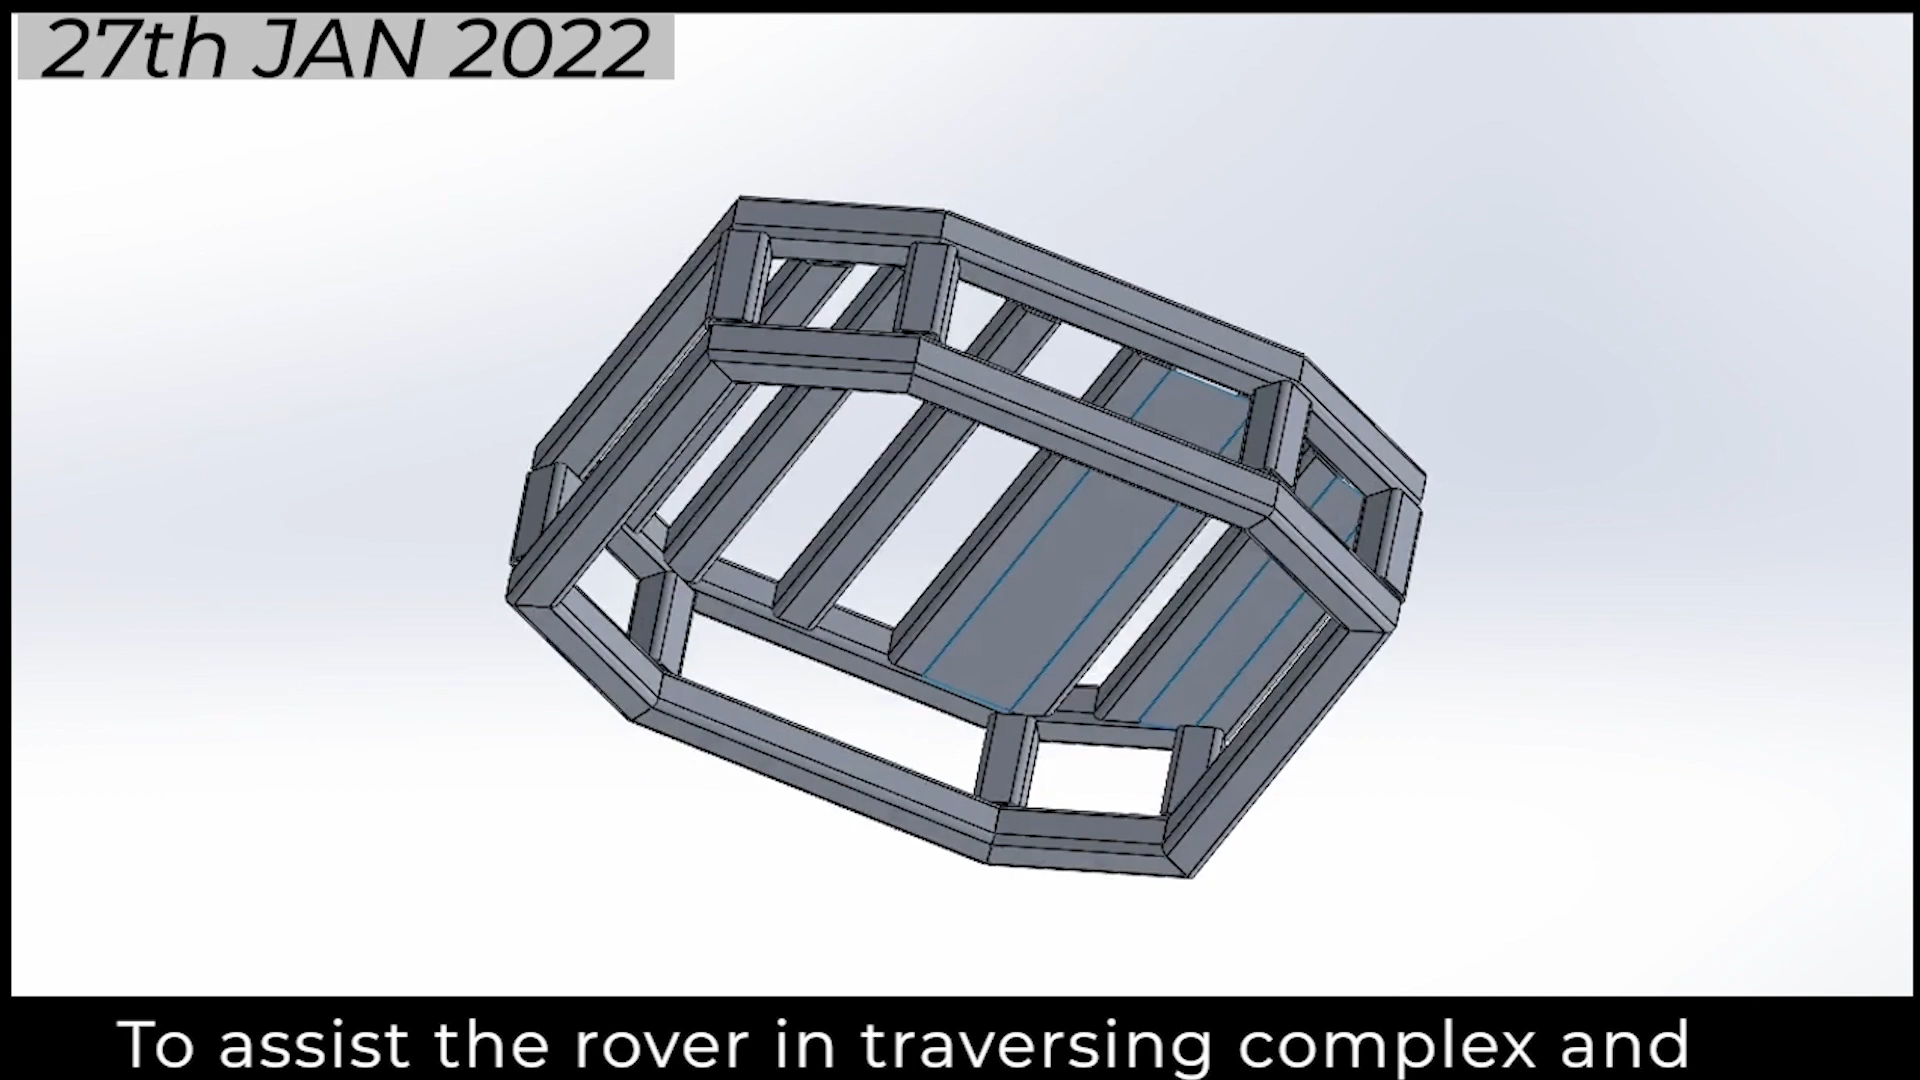 27th JAN 2022
To assist the rover in traversing complex and